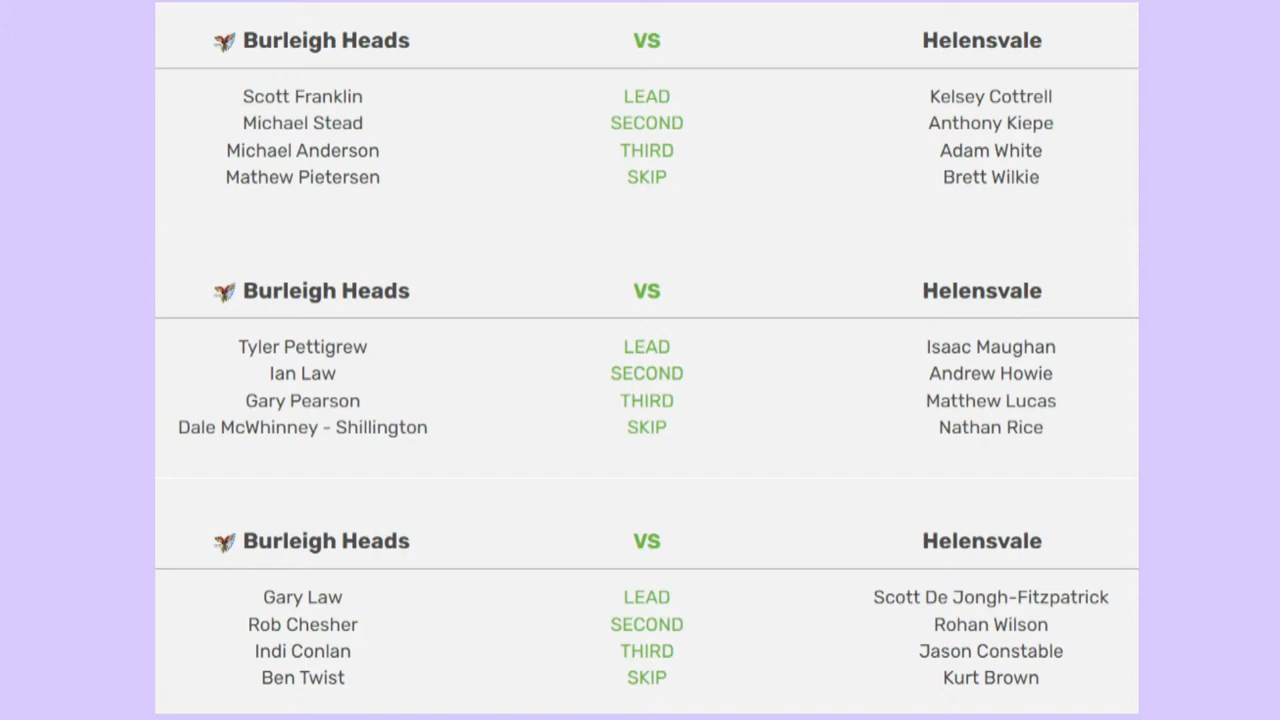 Burleigh Heads VS Helensvale
Scott Franklin LEAD Kelsey Cottrell
Michael Stead SECOND Anthony Kiepe
Michael Anderson THIRD Adam White
Mathew Pietersen SKIP Brett Wilkie
Burleigh Heads VS Helensvale
Tyler Pettigrew LEAD Isaac Maughan
Ian Law SECOND Andrew Howie
Gary Pearson THIRD Matthew Lucas
Dale McWhinney - Shillington SKIP Nathan Rice
Burleigh Heads VS Helensvale
Gary Law LEAD Scott De Jongh-Fitzpatrick
Rob Chesher SECOND Rohan Wilson
Indi Conlan THIRD Jason Constable
Ben Twist SKIP Kurt Brown